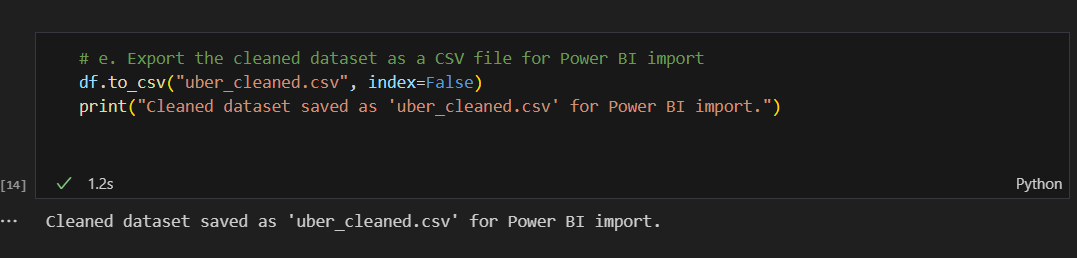 # e. Export the cleaned dataset as a CSV file for Power BI import
df.to_csv("uber_cleaned.csv", index=False)
print("Cleaned dataset saved as 'uber_cleaned.csv' for Power BI import.")
[14] 1.2s Python
Cleaned dataset saved as 'uber_cleaned.csv' for Power BI import.